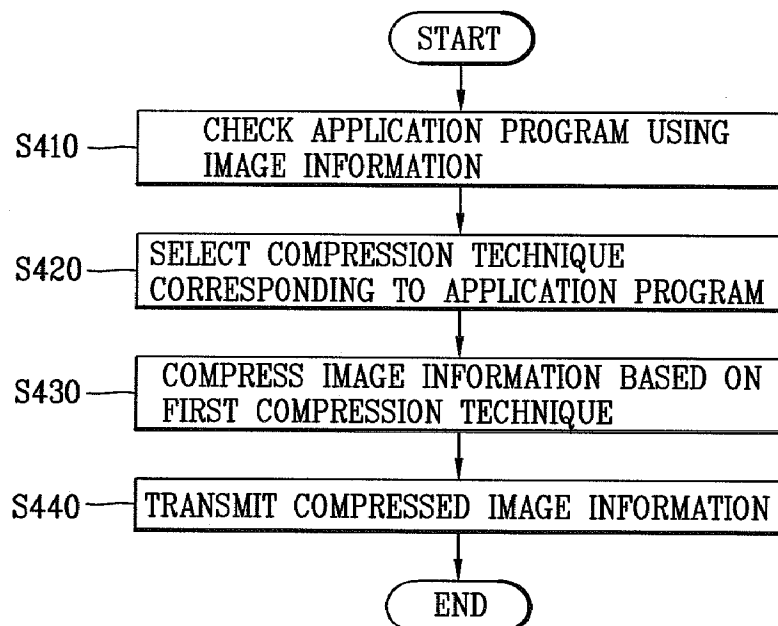 START
S410
CHECK APPLICATION PROGRAM USING
IMAGE INFORMATION
S420
SELECT COMPRESSION TECHNIQUE
CORRESPONDING TO APPLICATION PROGRAM
S430
COMPRESS IMAGE INFORMATION BASED ON
FIRST COMPRESSION TECHNIQUE
S440
TRANSMIT COMPRESSED IMAGE INFORMATION
END